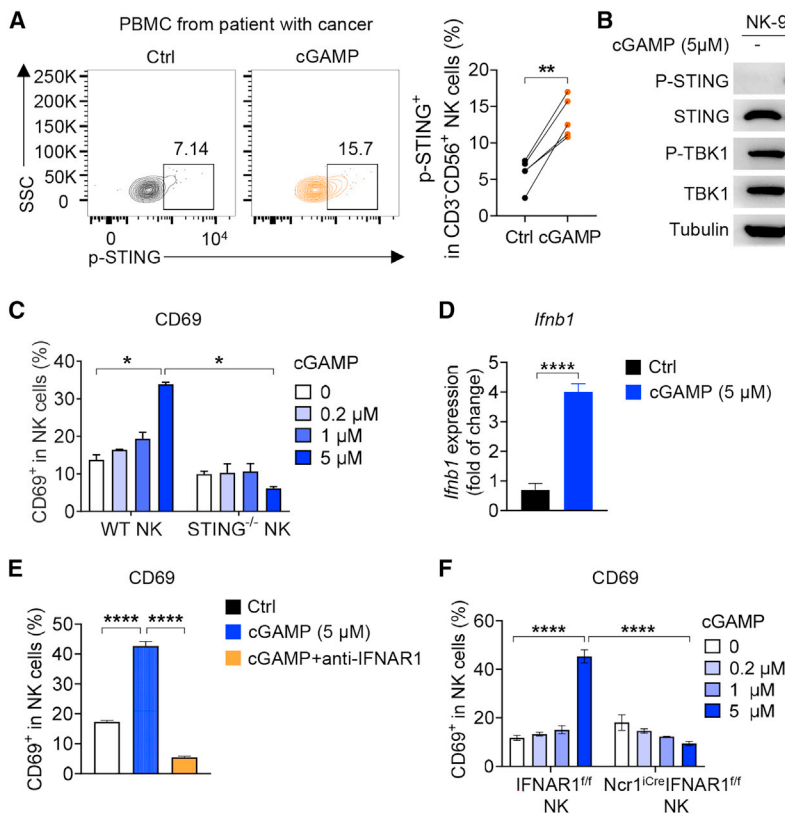 A
PBMC from patient with cancer
Ctrl
cGAMP
250K
200K
150K
100K
50K
0
SSC
7.14
15.7
0
10⁴
p-STING
p-STING⁺
in CD3⁻CD56⁺ NK cells (%)
20
15
10
5
0
**
Ctrl cGAMP
B
NK-9
cGAMP (5μM)
-
P-STING
STING
P-TBK1
TBK1
Tubulin
C
CD69
CD69⁺ in NK cells (%)
40
30
20
10
0
*
*
WT NK
STING⁻/⁻ NK
cGAMP
0
0.2 μM
1 μM
5 μM
D
Ifnb1
Ifnb1 expression
(fold of change)
5
4
3
2
1
0
****
Ctrl
cGAMP (5 μM)
E
CD69
CD69⁺ in NK cells (%)
50
40
30
20
10
0
****
****
Ctrl
cGAMP (5 μM)
cGAMP+anti-IFNAR1
F
CD69
CD69⁺ in NK cells (%)
60
40
20
0
****
****
IFNAR1f/f
NK
Ncr1iCreIFNAR1f/f
NK
cGAMP
0
0.2 μM
1 μM
5 μM